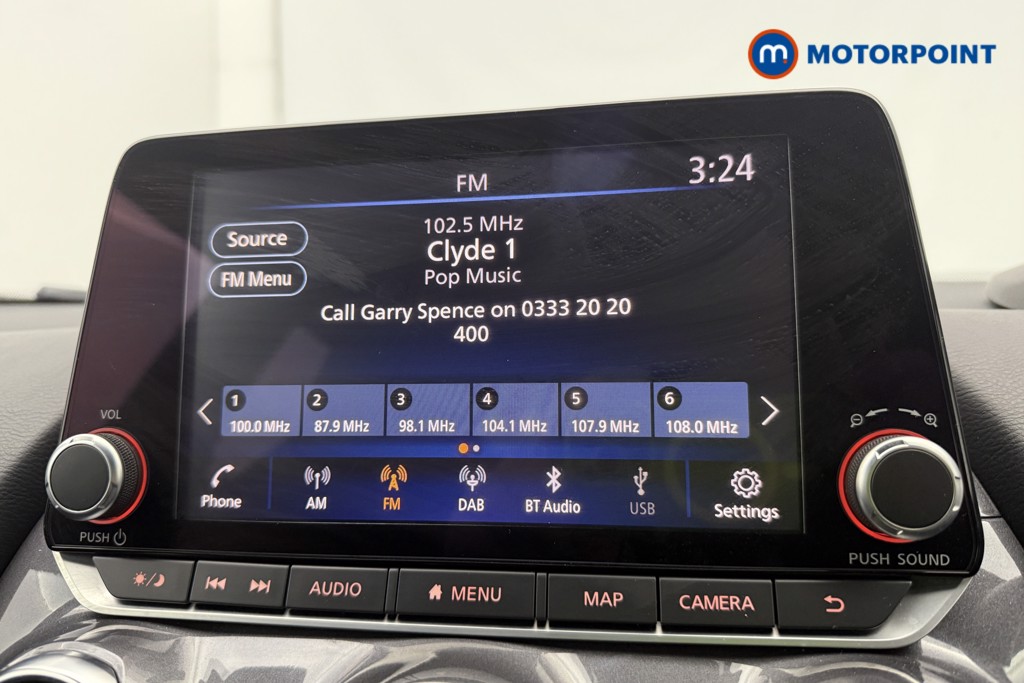 m MOTORPOINT
FM
3:24
102.5 MHz
Clyde 1
Pop Music
Source
FM Menu
Call Garry Spence on 0333 20 20
400
1 2 3 4 5 6
100.0 MHz 87.9 MHz 98.1 MHz 104.1 MHz 107.9 MHz 108.0 MHz
Phone AM FM DAB BT Audio USB Settings
VOL
PUSH
PUSH SOUND
AUDIO MENU MAP CAMERA